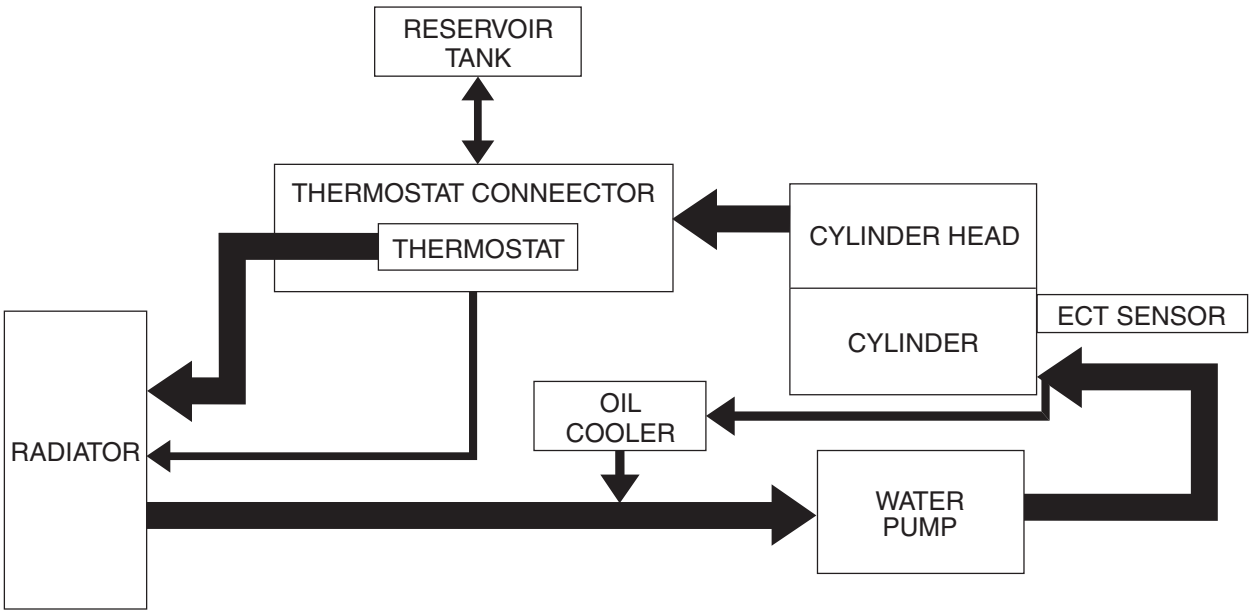 RESERVOIR
TANK
THERMOSTAT CONNEECTOR
THERMOSTAT
CYLINDER HEAD
ECT SENSOR
CYLINDER
OIL
COOLER
RADIATOR
WATER
PUMP